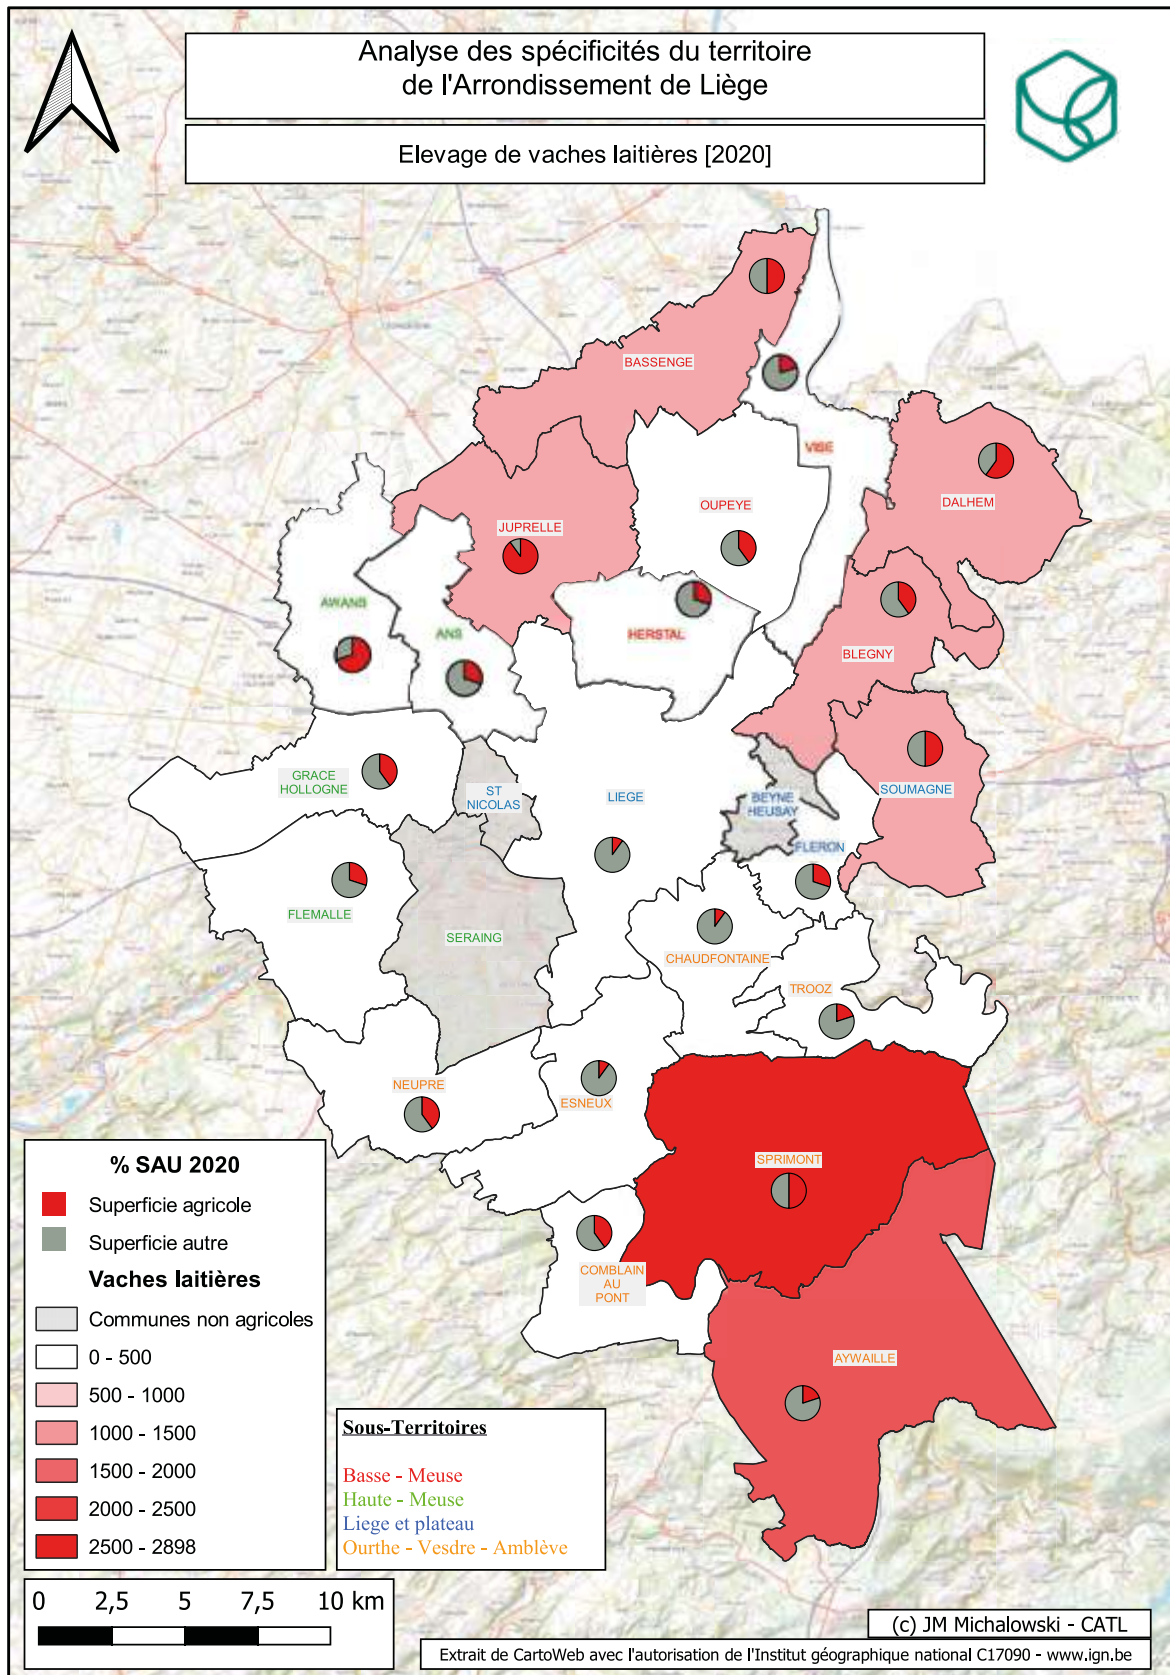 Analyse des spécificités du territoire
de l'Arrondissement de Liège
Elevage de vaches laitières [2020]
BASSENGE
VISE
DALHEM
OUPEYE
JUPRELLE
AWANS
ANS
HERSTAL
BLEGNY
GRACE
HOLLOGNE
ST
NICOLAS
LIEGE
BEYNE
HEUSAY
SOUMAGNE
FLERON
FLEMALLE
SERAING
CHAUDFONTAINE
TROOZ
NEUPRE
ESNEUX
SPRIMONT
COMBLAIN
AU
PONT
AYWAILLE
% SAU 2020
Superficie agricole
Superficie autre
Vaches laitières
Communes non agricoles
0 - 500
500 - 1000
1000 - 1500
1500 - 2000
2000 - 2500
2500 - 2898
Sous-Territoires
Basse - Meuse
Haute - Meuse
Liege et plateau
Ourthe - Vesdre - Amblève
0 2,5 5 7,5 10 km
(c) JM Michalowski - CATL
Extrait de CartoWeb avec l'autorisation de l'Institut géographique national C17090 - www.ign.be